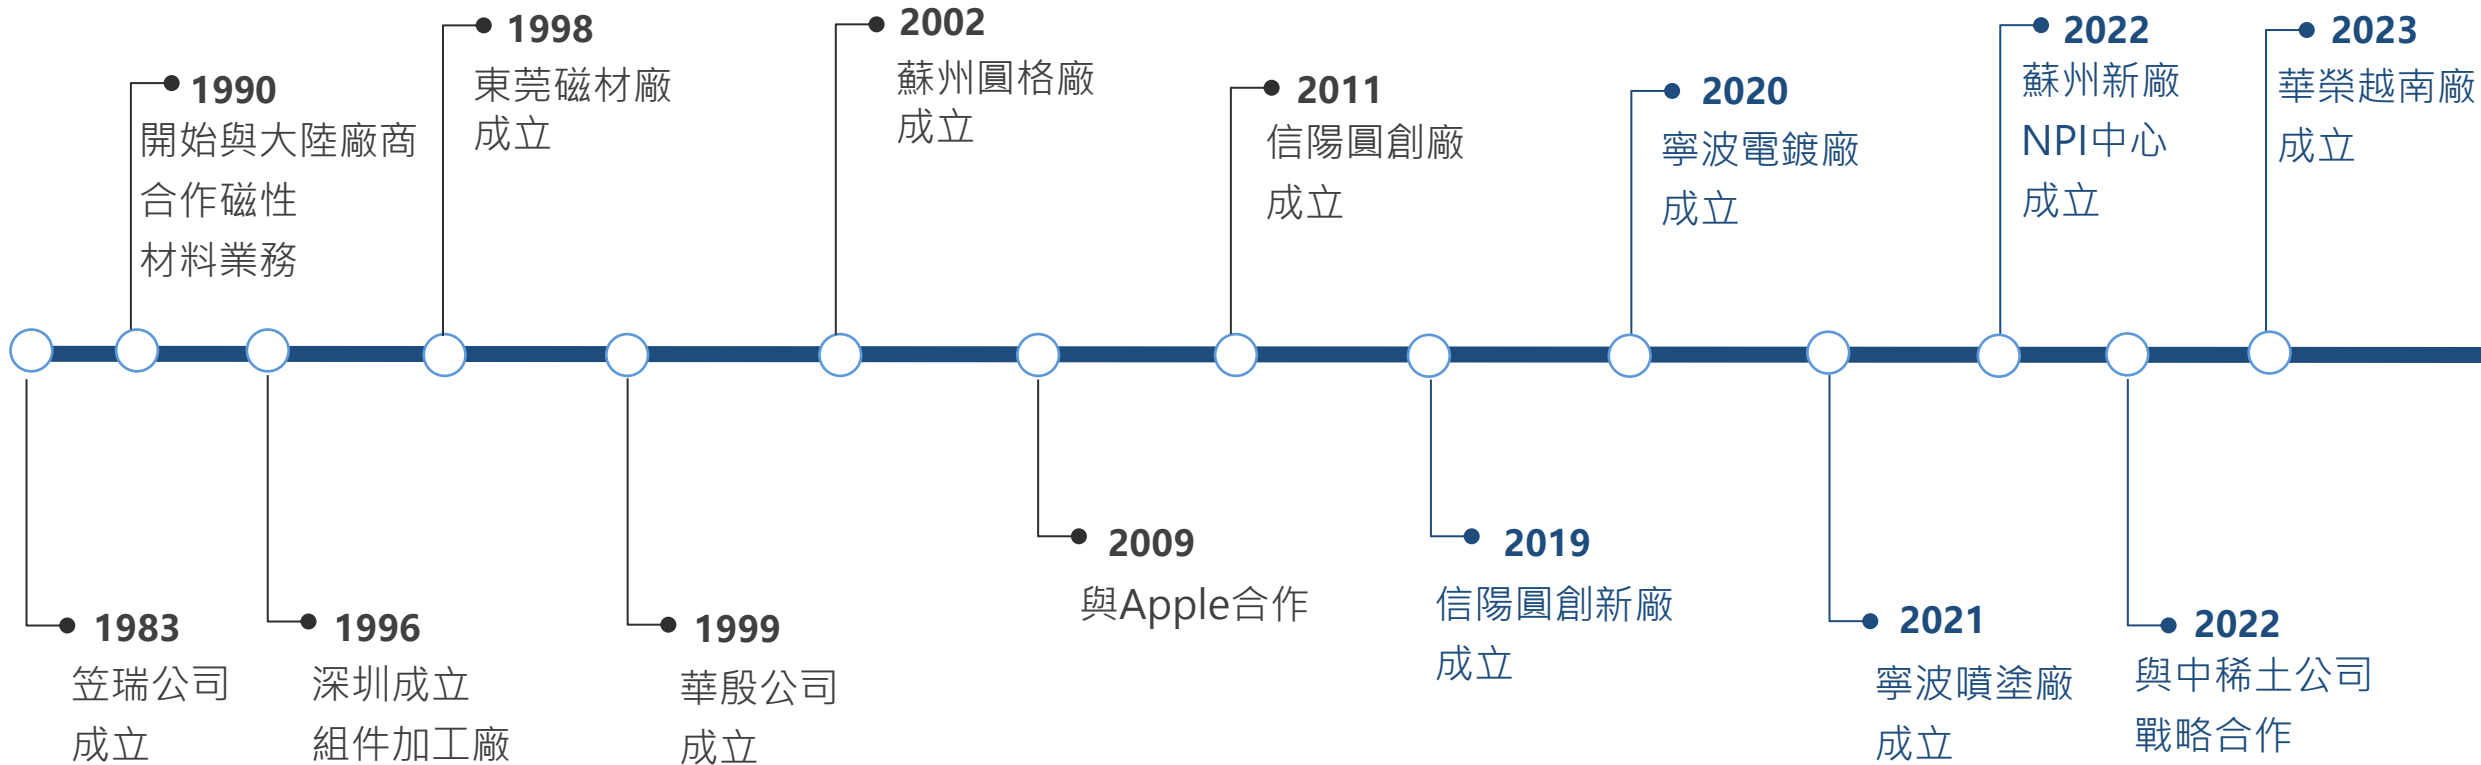 1983
笠瑞公司
成立
1990
開始與大陸廠商
合作磁性
材料業務
1996
深圳成立
組件加工廠
1998
東莞磁材廠
成立
1999
華殷公司
成立
2002
蘇州圓格廠
成立
2009
與Apple合作
2011
信陽圓創廠
成立
2019
信陽圓創新廠
成立
2020
寧波電鍍廠
成立
2021
寧波噴塗廠
成立
2022
蘇州新廠
NPI中心
成立
2022
與中稀土公司
戰略合作
2023
華榮越南廠
成立